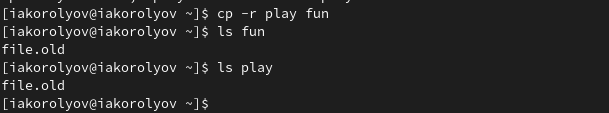 [iakorolyov@iakorolyov ~]$ cp -r play fun
[iakorolyov@iakorolyov ~]$ ls fun
file.old
[iakorolyov@iakorolyov ~]$ ls play
file.old
[iakorolyov@iakorolyov ~]$